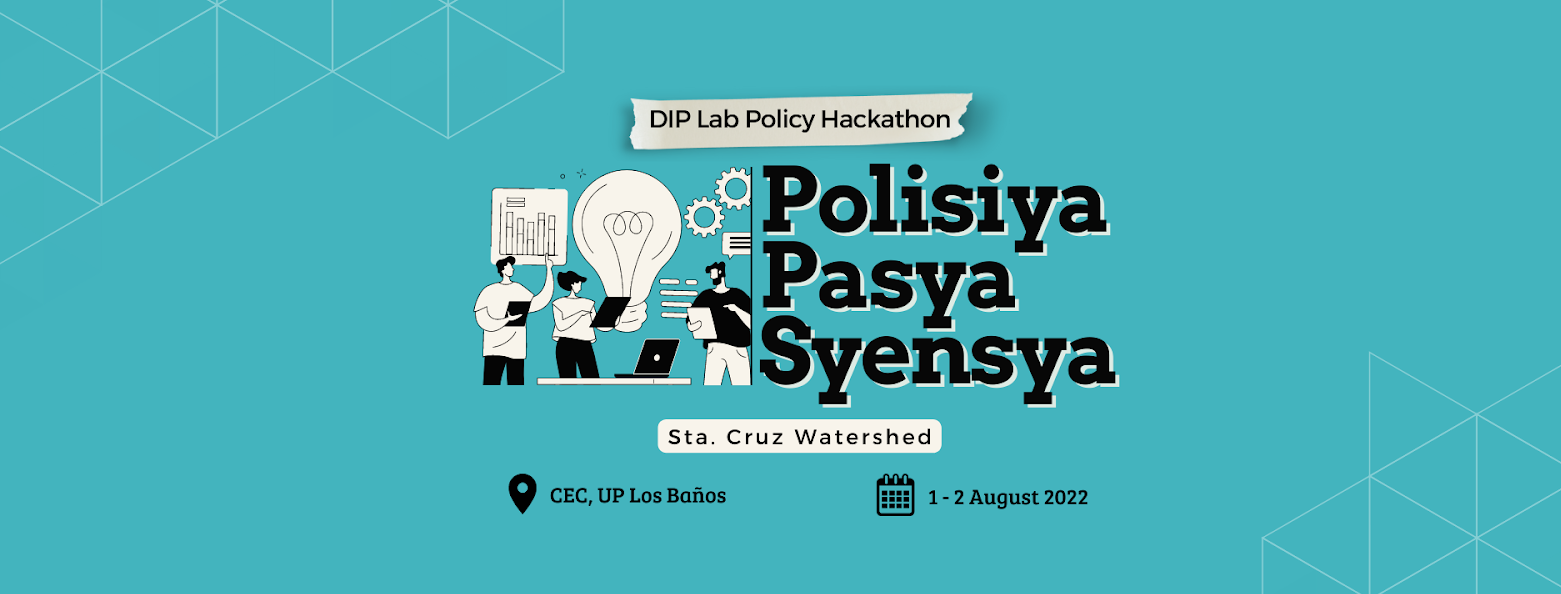 DIP Lab Policy Hackathon
Polisiya
Pasya
Syensya
Sta. Cruz Watershed
CEC, UP Los Baños
1 - 2 August 2022